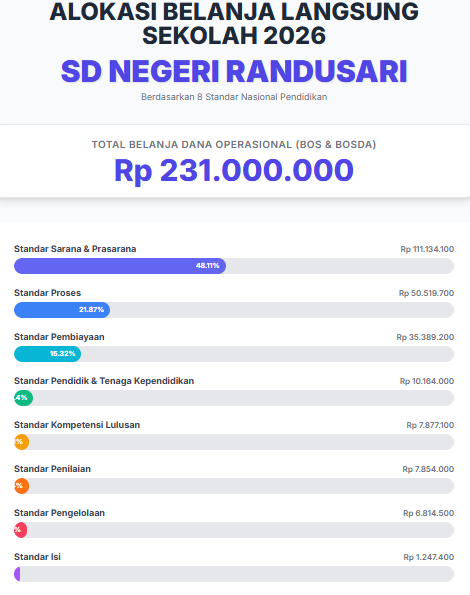 ALOKASI BELANJA LANGSUNG
SEKOLAH 2026
SD NEGERI RANDUSARI
Berdasarkan 8 Standar Nasional Pendidikan
TOTAL BELANJA DANA OPERASIONAL (BOS & BOSDA)
Rp 231.000.000
Standar Sarana & Prasarana Rp 111.134.100
48.11%
Standar Proses Rp 50.519.700
21.87%
Standar Pembiayaan Rp 35.389.200
15.32%
Standar Pendidik & Tenaga Kependidikan Rp 10.164.000
4%
Standar Kompetensi Lulusan Rp 7.877.100
%
Standar Penilaian Rp 7.854.000
%
Standar Pengelolaan Rp 6.814.500
%
Standar Isi Rp 1.247.400